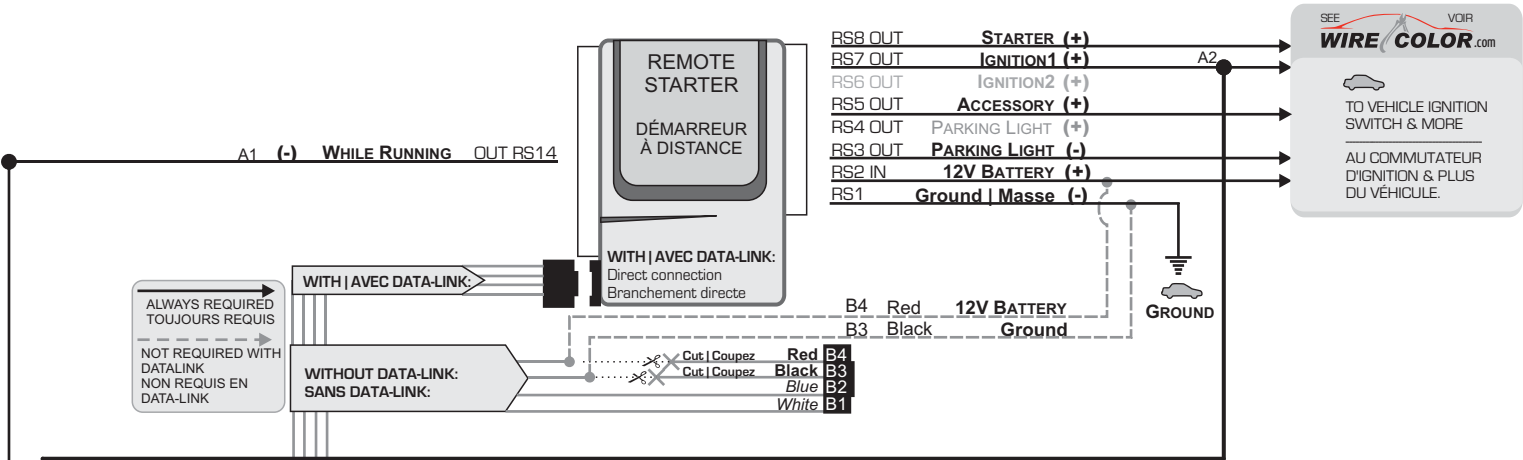 REMOTE
STARTER
DÉMARREUR
À DISTANCE
A1 (-) WHILE RUNNING OUT RS14
RS8 OUT STARTER (+)
RS7 OUT IGNITION1 (+) A2
RS6 OUT IGNITION2 (+)
RS5 OUT ACCESSORY (+)
RS4 OUT PARKING LIGHT (+)
RS3 OUT PARKING LIGHT (-)
RS2 IN 12V BATTERY (+)
RS1 Ground | Masse (-)
SEE VOIR
WIRE COLOR.com
TO VEHICLE IGNITION
SWITCH & MORE
AU COMMUTATEUR
D'IGNITION & PLUS
DU VÉHICULE.
GROUND
WITH | AVEC DATA-LINK:
Direct connection
Branchement directe
WITH | AVEC DATA-LINK:
ALWAYS REQUIRED
TOUJOURS REQUIS
NOT REQUIRED WITH
DATALINK
NON REQUIS EN
DATA-LINK
B4 Red 12V BATTERY
B3 Black Ground
WITHOUT DATA-LINK:
SANS DATA-LINK:
Cut | Coupez Red B4
Cut | Coupez Black B3
Blue B2
White B1